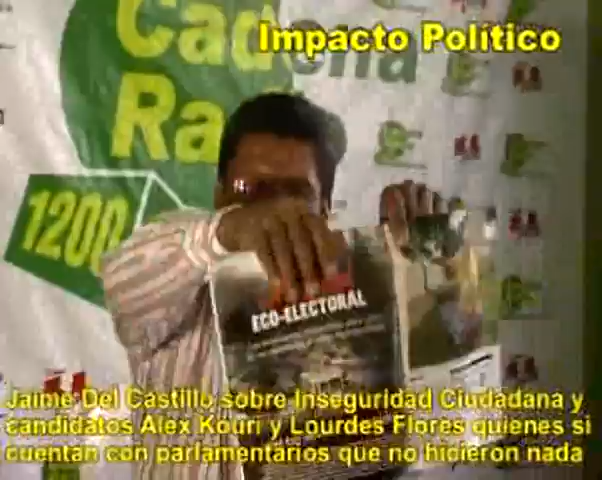 Impacto Político
Cadena
Ra
1200
ECO-ELECTORAL
Jaime Del Castillo sobre Inseguridad Ciudadana y
candidatos Alex Kouri y Lourdes Flores quienes si
cuentan con parlamentarios que no hicieron nada